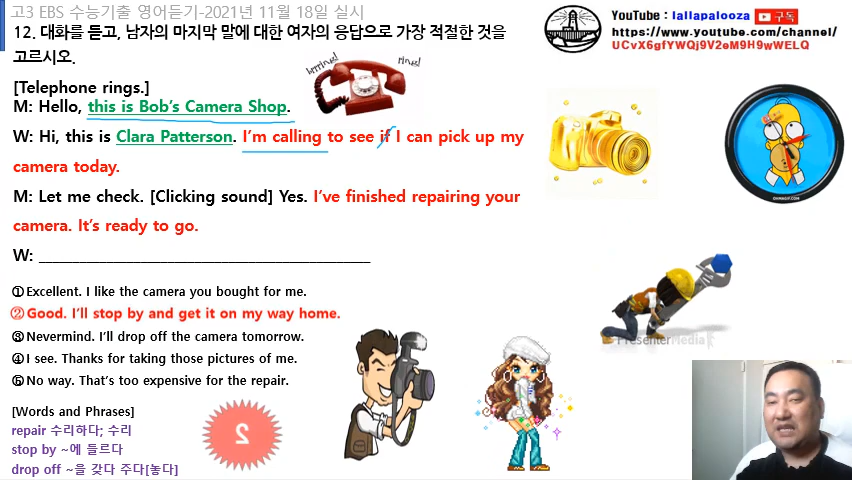 고3 EBS 수능기출 영어듣기-2021년 11월 18일 실시
12. 대화를 듣고, 남자의 마지막 말에 대한 여자의 응답으로 가장 적절한 것을
고르시오.
YouTube : lallapalooza 구독
https://www.youtube.com/channel/
UCvX6gfYWQj9V2eM9H9wWELQ
brrring! ring!
[Telephone rings.]
M: Hello, this is Bob's Camera Shop.
W: Hi, this is Clara Patterson. I'm calling to see if I can pick up my
camera today.
M: Let me check. [Clicking sound] Yes. I've finished repairing your
camera. It's ready to go.
W: ______________________________________________
① Excellent. I like the camera you bought for me.
② Good. I'll stop by and get it on my way home.
③ Nevermind. I'll drop off the camera tomorrow.
④ I see. Thanks for taking those pictures of me.
⑤ No way. That's too expensive for the repair.
PresenterMedia
[Words and Phrases]
repair 수리하다; 수리
stop by ~에 들르다
drop off ~을 갖다 주다[놓다]
2